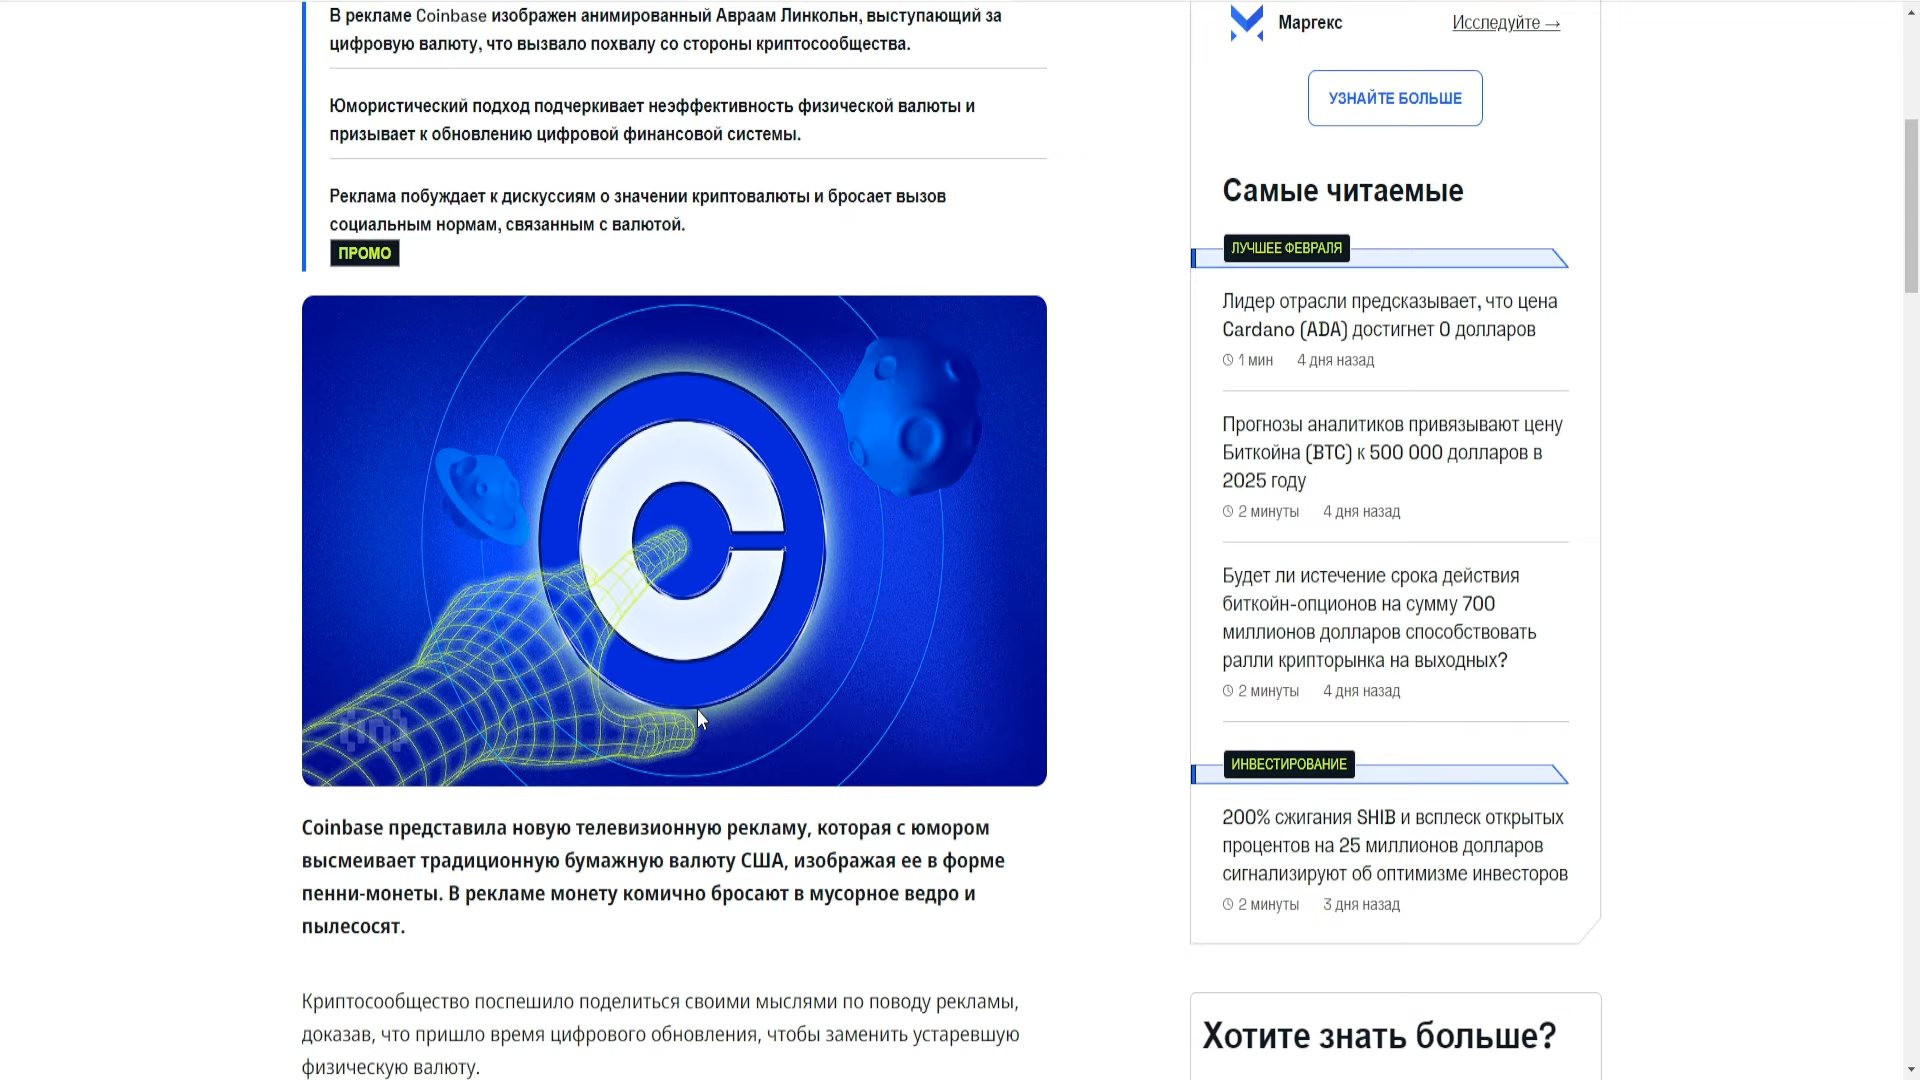 В рекламе Coinbase изображен анимированный Авраам Линкольн, выступающий за
цифровую валюту, что вызвало похвалу со стороны криптосообщества.
Юмористический подход подчеркивает неэффективность физической валюты и
призывает к обновлению цифровой финансовой системы.
Реклама побуждает к дискуссиям о значении криптовалюты и бросает вызов
социальным нормам, связанным с валютой.
ПРОМО
Coinbase представила новую телевизионную рекламу, которая с юмором
высмеивает традиционную бумажную валюту США, изображая ее в форме
пенни-монеты. В рекламе монету комично бросают в мусорное ведро и
пылесосят.
Криптосообщество поспешило поделиться своими мыслями по поводу рекламы,
доказав, что пришло время цифрового обновления, чтобы заменить устаревшую
физическую валюту.
Маргекс
Исследуйте →
УЗНАЙТЕ БОЛЬШЕ
Самые читаемые
ЛУЧШЕЕ ФЕВРАЛЯ
Лидер отрасли предсказывает, что цена
Cardano (ADA) достигнет 0 долларов
1 мин 4 дня назад
Прогнозы аналитиков привязывают цену
Биткойна (BTC) к 500 000 долларов в
2025 году
2 минуты 4 дня назад
Будет ли истечение срока действия
биткойн-опционов на сумму 700
миллионов долларов способствовать
ралли крипторынка на выходных?
2 минуты 4 дня назад
ИНВЕСТИРОВАНИЕ
200% сжигания SHIB и всплеск открытых
процентов на 25 миллионов долларов
сигнализируют об оптимизме инвесторов
2 минуты 3 дня назад
Хотите знать больше?